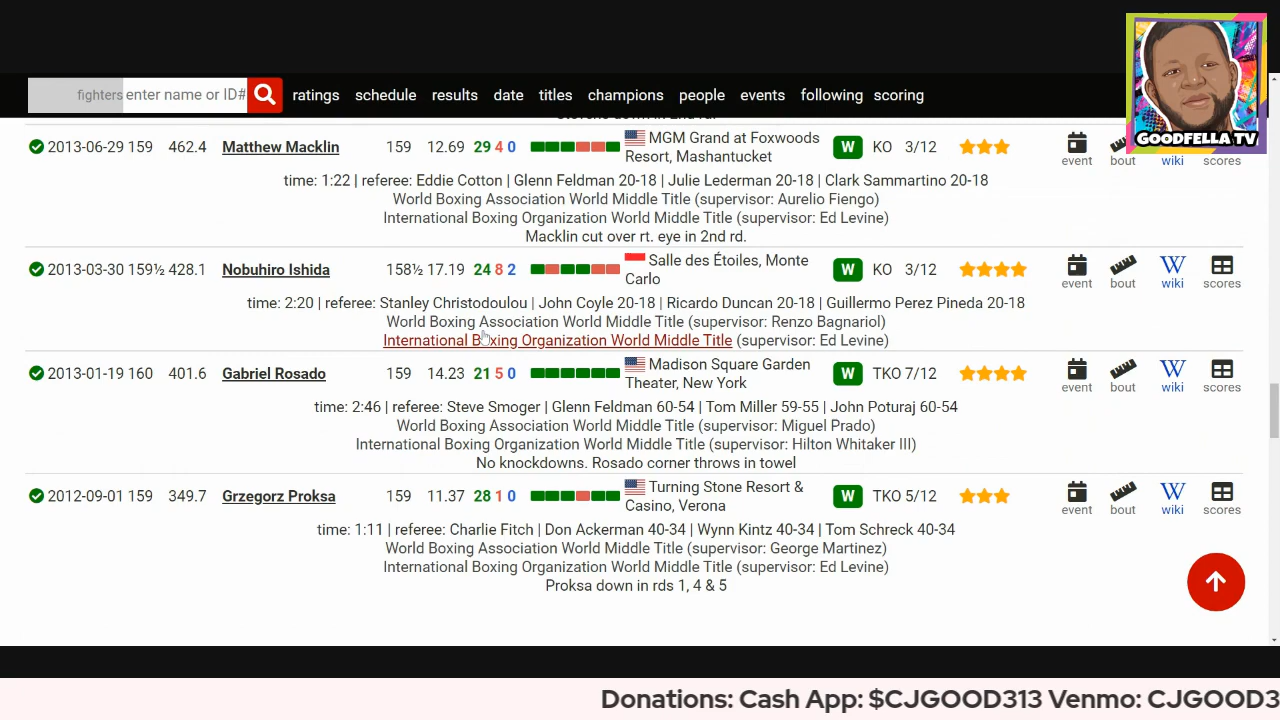 GOODFELLA TV
fighters enter name or ID# ratings schedule results date titles champions people events following scoring
2013-06-29 159 462.4 Matthew Macklin 159 12.69 29 4 0 MGM Grand at Foxwoods Resort, Mashantucket W KO 3/12 event bout wiki scores
time: 1:22 | referee: Eddie Cotton | Glenn Feldman 20-18 | Julie Lederman 20-18 | Clark Sammartino 20-18
World Boxing Association World Middle Title (supervisor: Aurelio Fiengo)
International Boxing Organization World Middle Title (supervisor: Ed Levine)
Macklin cut over rt. eye in 2nd rd.
2013-03-30 159½ 428.1 Nobuhiro Ishida 158½ 17.19 24 8 2 Salle des Étoiles, Monte Carlo W KO 3/12 event bout wiki scores
time: 2:20 | referee: Stanley Christodoulou | John Coyle 20-18 | Ricardo Duncan 20-18 | Guillermo Perez Pineda 20-18
World Boxing Association World Middle Title (supervisor: Renzo Bagnariol)
International Boxing Organization World Middle Title (supervisor: Ed Levine)
2013-01-19 160 401.6 Gabriel Rosado 159 14.23 21 5 0 Madison Square Garden Theater, New York W TKO 7/12 event bout wiki scores
time: 2:46 | referee: Steve Smoger | Glenn Feldman 60-54 | Tom Miller 59-55 | John Poturaj 60-54
World Boxing Association World Middle Title (supervisor: Miguel Prado)
International Boxing Organization World Middle Title (supervisor: Hilton Whitaker III)
No knockdowns. Rosado corner throws in towel
2012-09-01 159 349.7 Grzegorz Proksa 159 11.37 28 1 0 Turning Stone Resort & Casino, Verona W TKO 5/12 event bout wiki scores
time: 1:11 | referee: Charlie Fitch | Don Ackerman 40-34 | Wynn Kintz 40-34 | Tom Schreck 40-34
World Boxing Association World Middle Title (supervisor: George Martinez)
International Boxing Organization World Middle Title (supervisor: Ed Levine)
Proksa down in rds 1, 4 & 5
Donations: Cash App: $CJGOOD313 Venmo: CJGOOD3